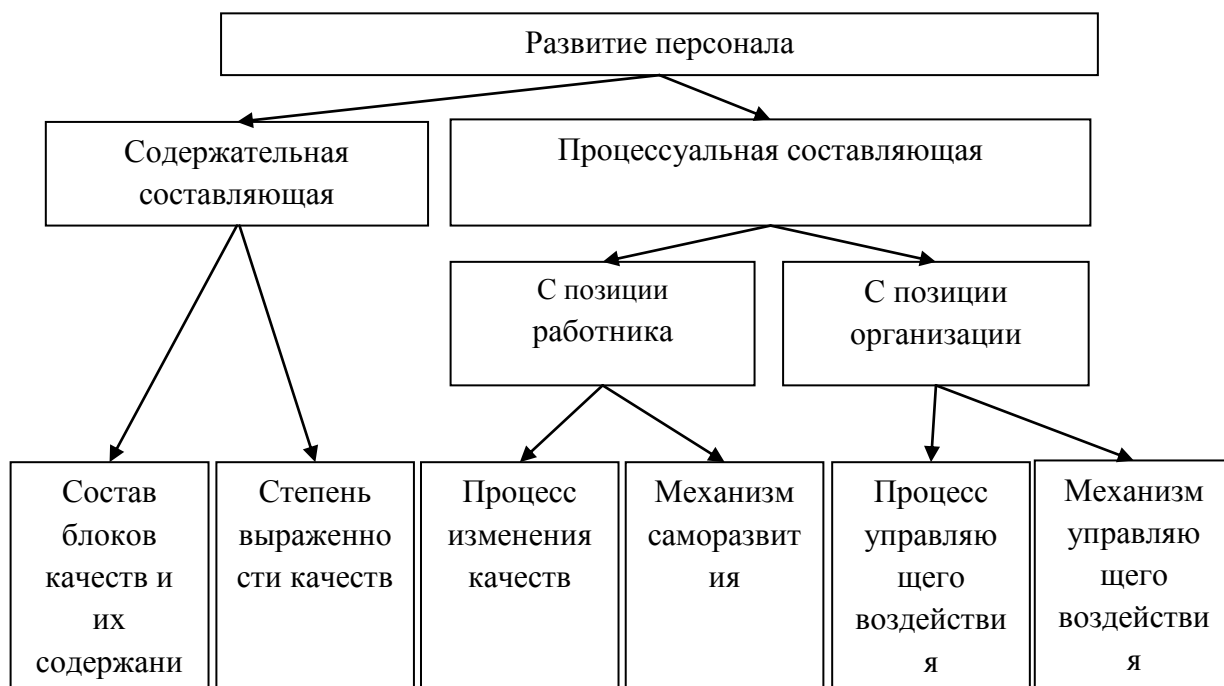 Развитие персонала
Содержательная
составляющая
Процессуальная составляющая
С позиции
работника
С позиции
организации
Состав
блоков
качеств и
их
содержани
Степень
выраженно
сти качеств
Процесс
изменения
качеств
Механизм
саморазвит
ия
Процесс
управляю
щего
воздействи
я
Механизм
управляю
щего
воздействи
я